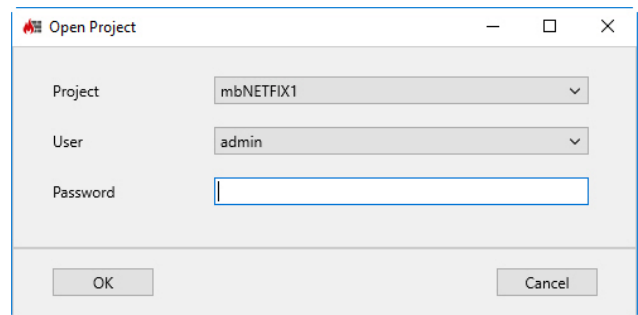 Open Project
Project mbNETFIX1
User admin
Password
OK Cancel